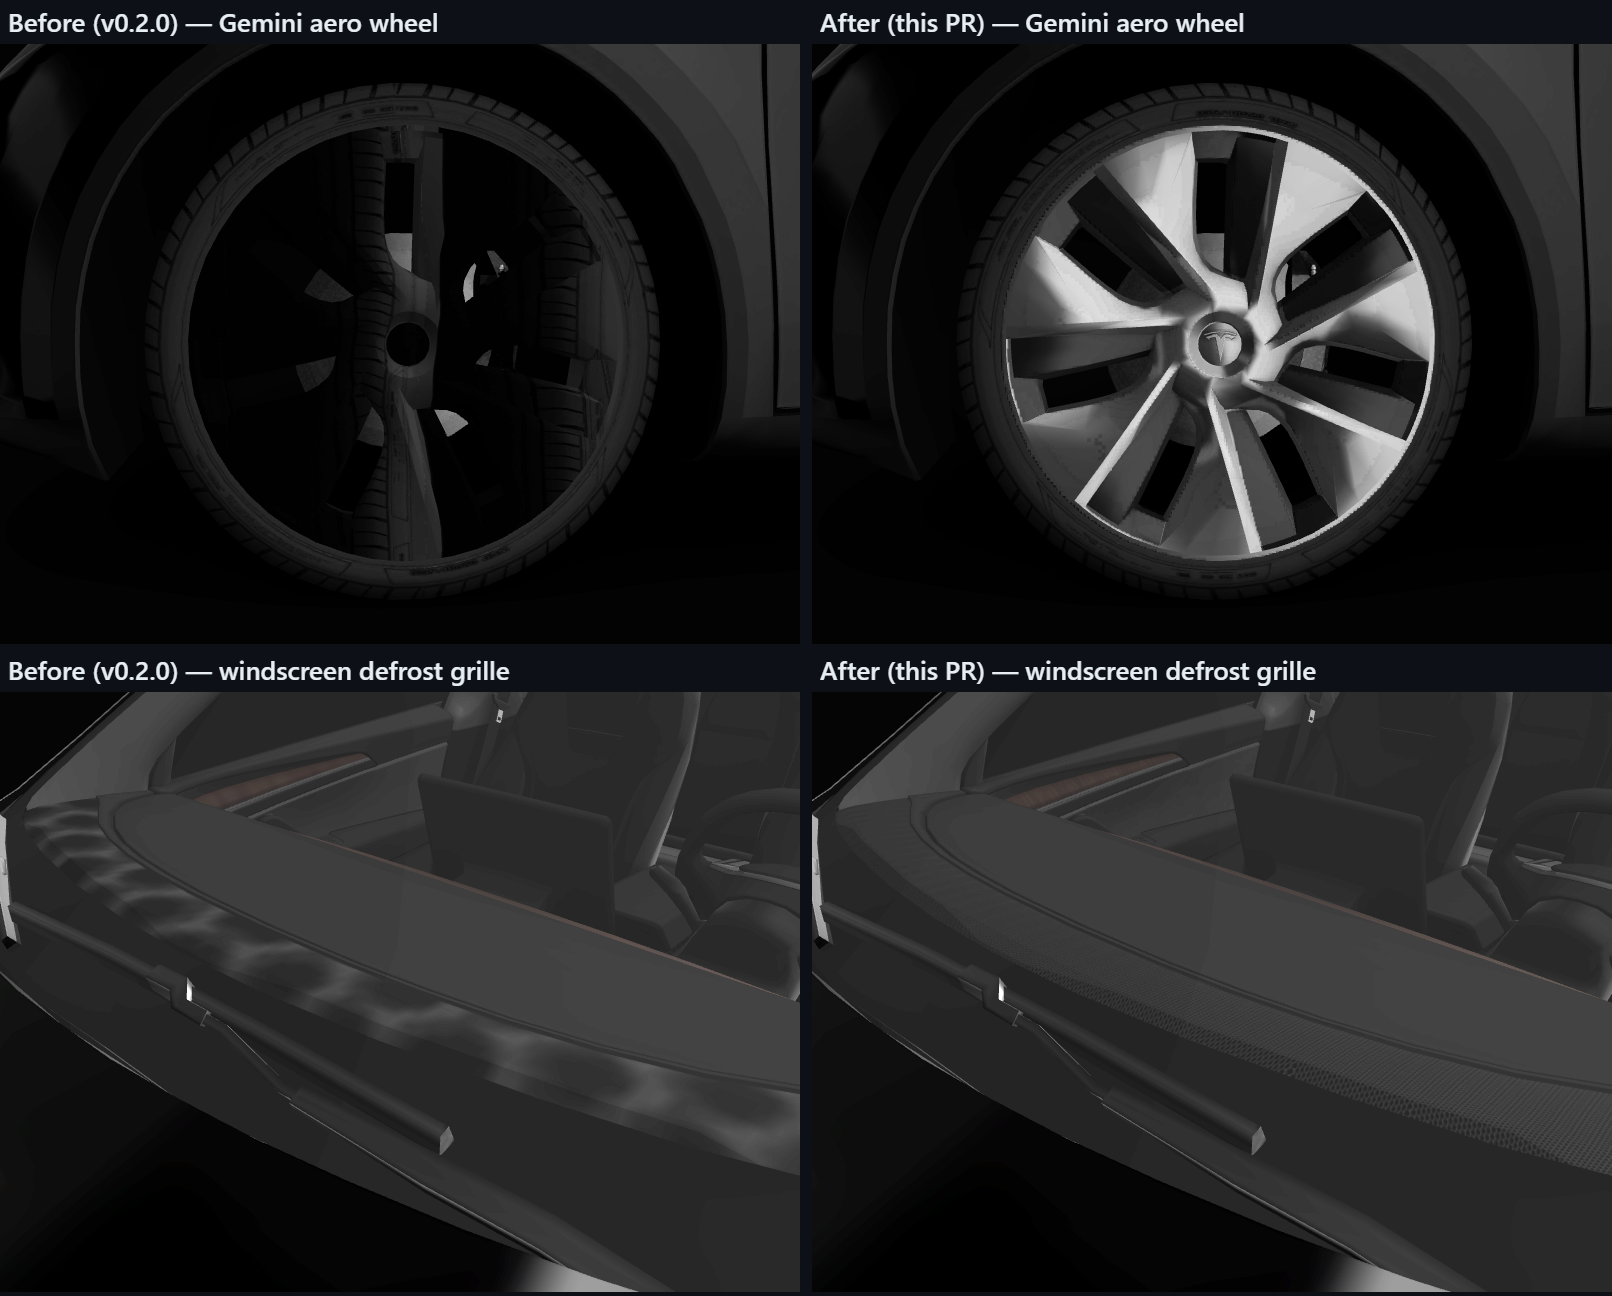 Before (v0.2.0) — Gemini aero wheel
After (this PR) — Gemini aero wheel
Before (v0.2.0) — windscreen defrost grille
After (this PR) — windscreen defrost grille